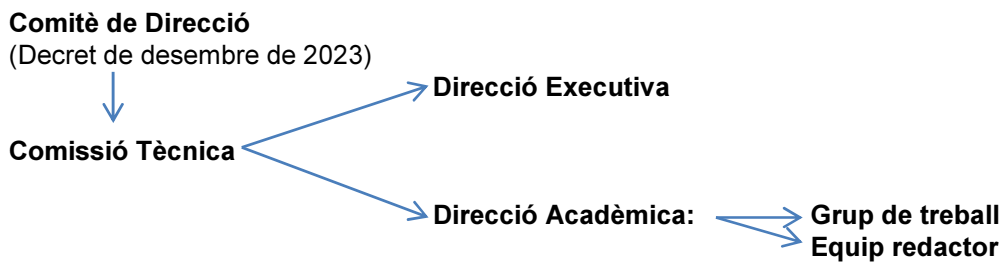 Comitè de Direcció
(Decret de desembre de 2023)
Direcció Executiva
Comissió Tècnica
Direcció Acadèmica:
Grup de treball
Equip redactor